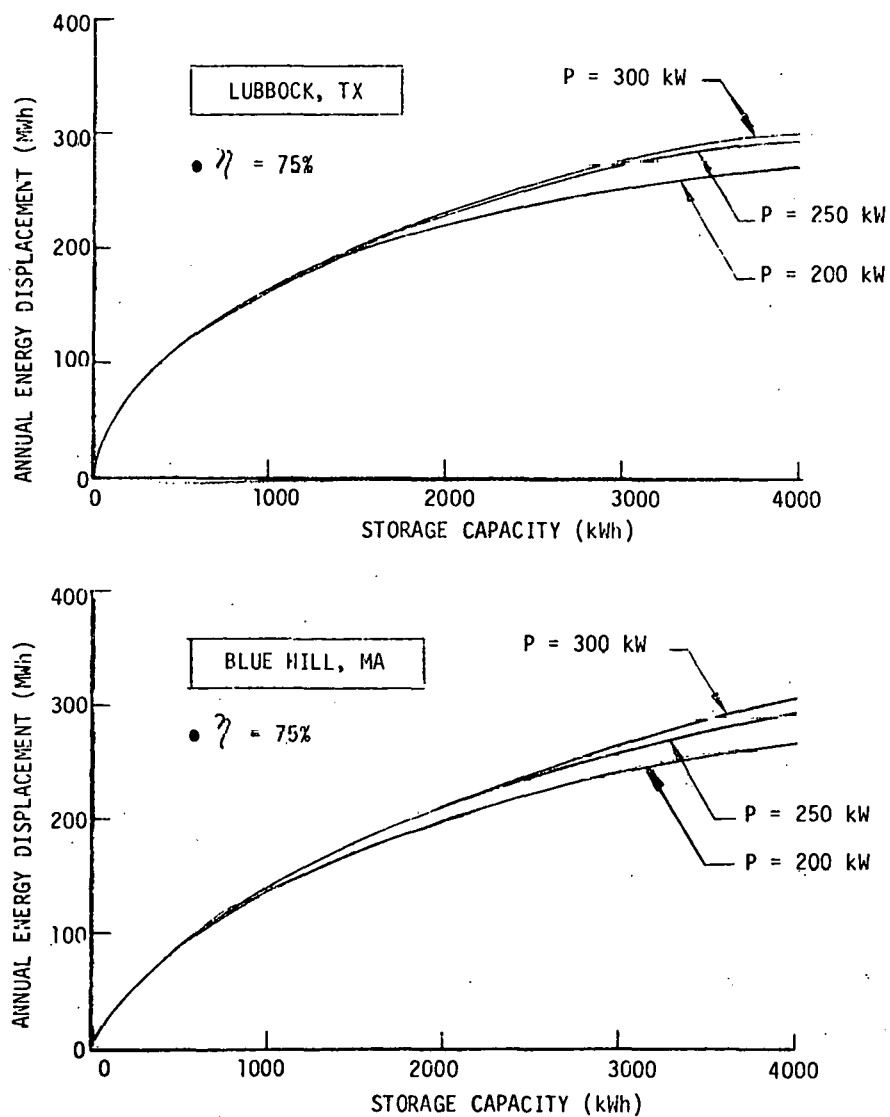 400
300
200
100
0
ANNUAL ENERGY DISPLACEMENT (MWh)
LUBBOCK, TX
• η = 75%
P = 300 kW
P = 250 kW
P = 200 kW
0 1000 2000 3000 4000
STORAGE CAPACITY (kWh)
400
300
200
100
0
ANNUAL ENERGY DISPLACEMENT (MWh)
BLUE HILL, MA
• η = 75%
P = 300 kW
P = 250 kW
P = 200 kW
0 1000 2000 3000 4000
STORAGE CAPACITY (kWh)